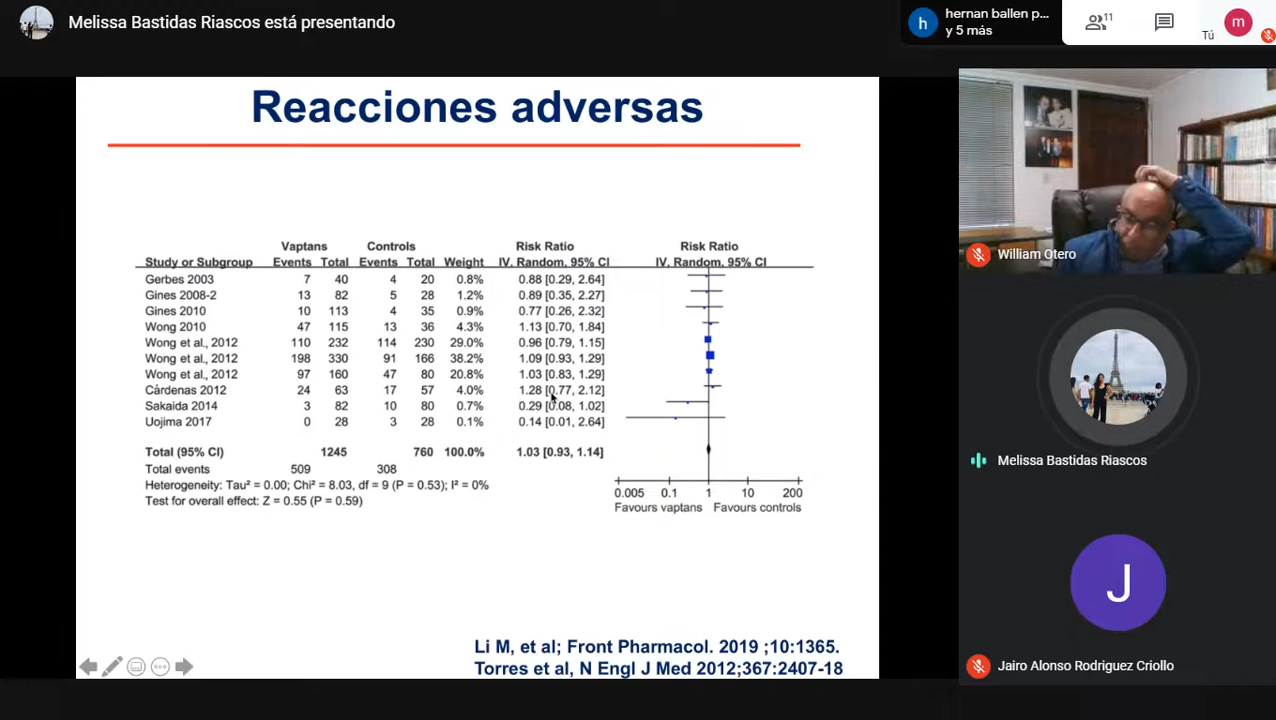 Melissa Bastidas Riascos está presentando
h
hernan ballen p...
y 5 más
11
Tú
m
Reacciones adversas
Vaptans Controls Risk Ratio Risk Ratio
Study or Subgroup Events Total Events Total Weight IV, Random, 95% CI IV, Random, 95% CI
Gerbes 2003 7 40 4 20 0.8% 0.88 [0.29, 2.64]
Gines 2008-2 13 82 5 28 1.2% 0.89 [0.35, 2.27]
Gines 2010 10 113 4 35 0.9% 0.77 [0.26, 2.32]
Wong 2010 47 115 13 36 4.3% 1.13 [0.70, 1.84]
Wong et al., 2012 110 232 114 230 29.0% 0.96 [0.79, 1.15]
Wong et al., 2012 198 330 91 166 38.2% 1.09 [0.93, 1.29]
Wong et al., 2012 97 160 47 80 20.8% 1.03 [0.83, 1.29]
Cárdenas 2012 24 63 17 57 4.0% 1.28 [0.77, 2.12]
Sakaida 2014 3 82 10 80 0.7% 0.29 [0.08, 1.02]
Uojima 2017 0 28 3 28 0.1% 0.14 [0.01, 2.64]
Total (95% CI) 1245 760 100.0% 1.03 [0.93, 1.14]
Total events 509 308
Heterogeneity: Tau² = 0.00; Chi² = 8.03, df = 9 (P = 0.53); I² = 0%
Test for overall effect: Z = 0.55 (P = 0.59)
0.005 0.1 1 10 200
Favours vaptans Favours controls
Li M, et al; Front Pharmacol. 2019 ;10:1365.
Torres et al, N Engl J Med 2012;367:2407-18
William Otero
Melissa Bastidas Riascos
J
Jairo Alonso Rodriguez Criollo